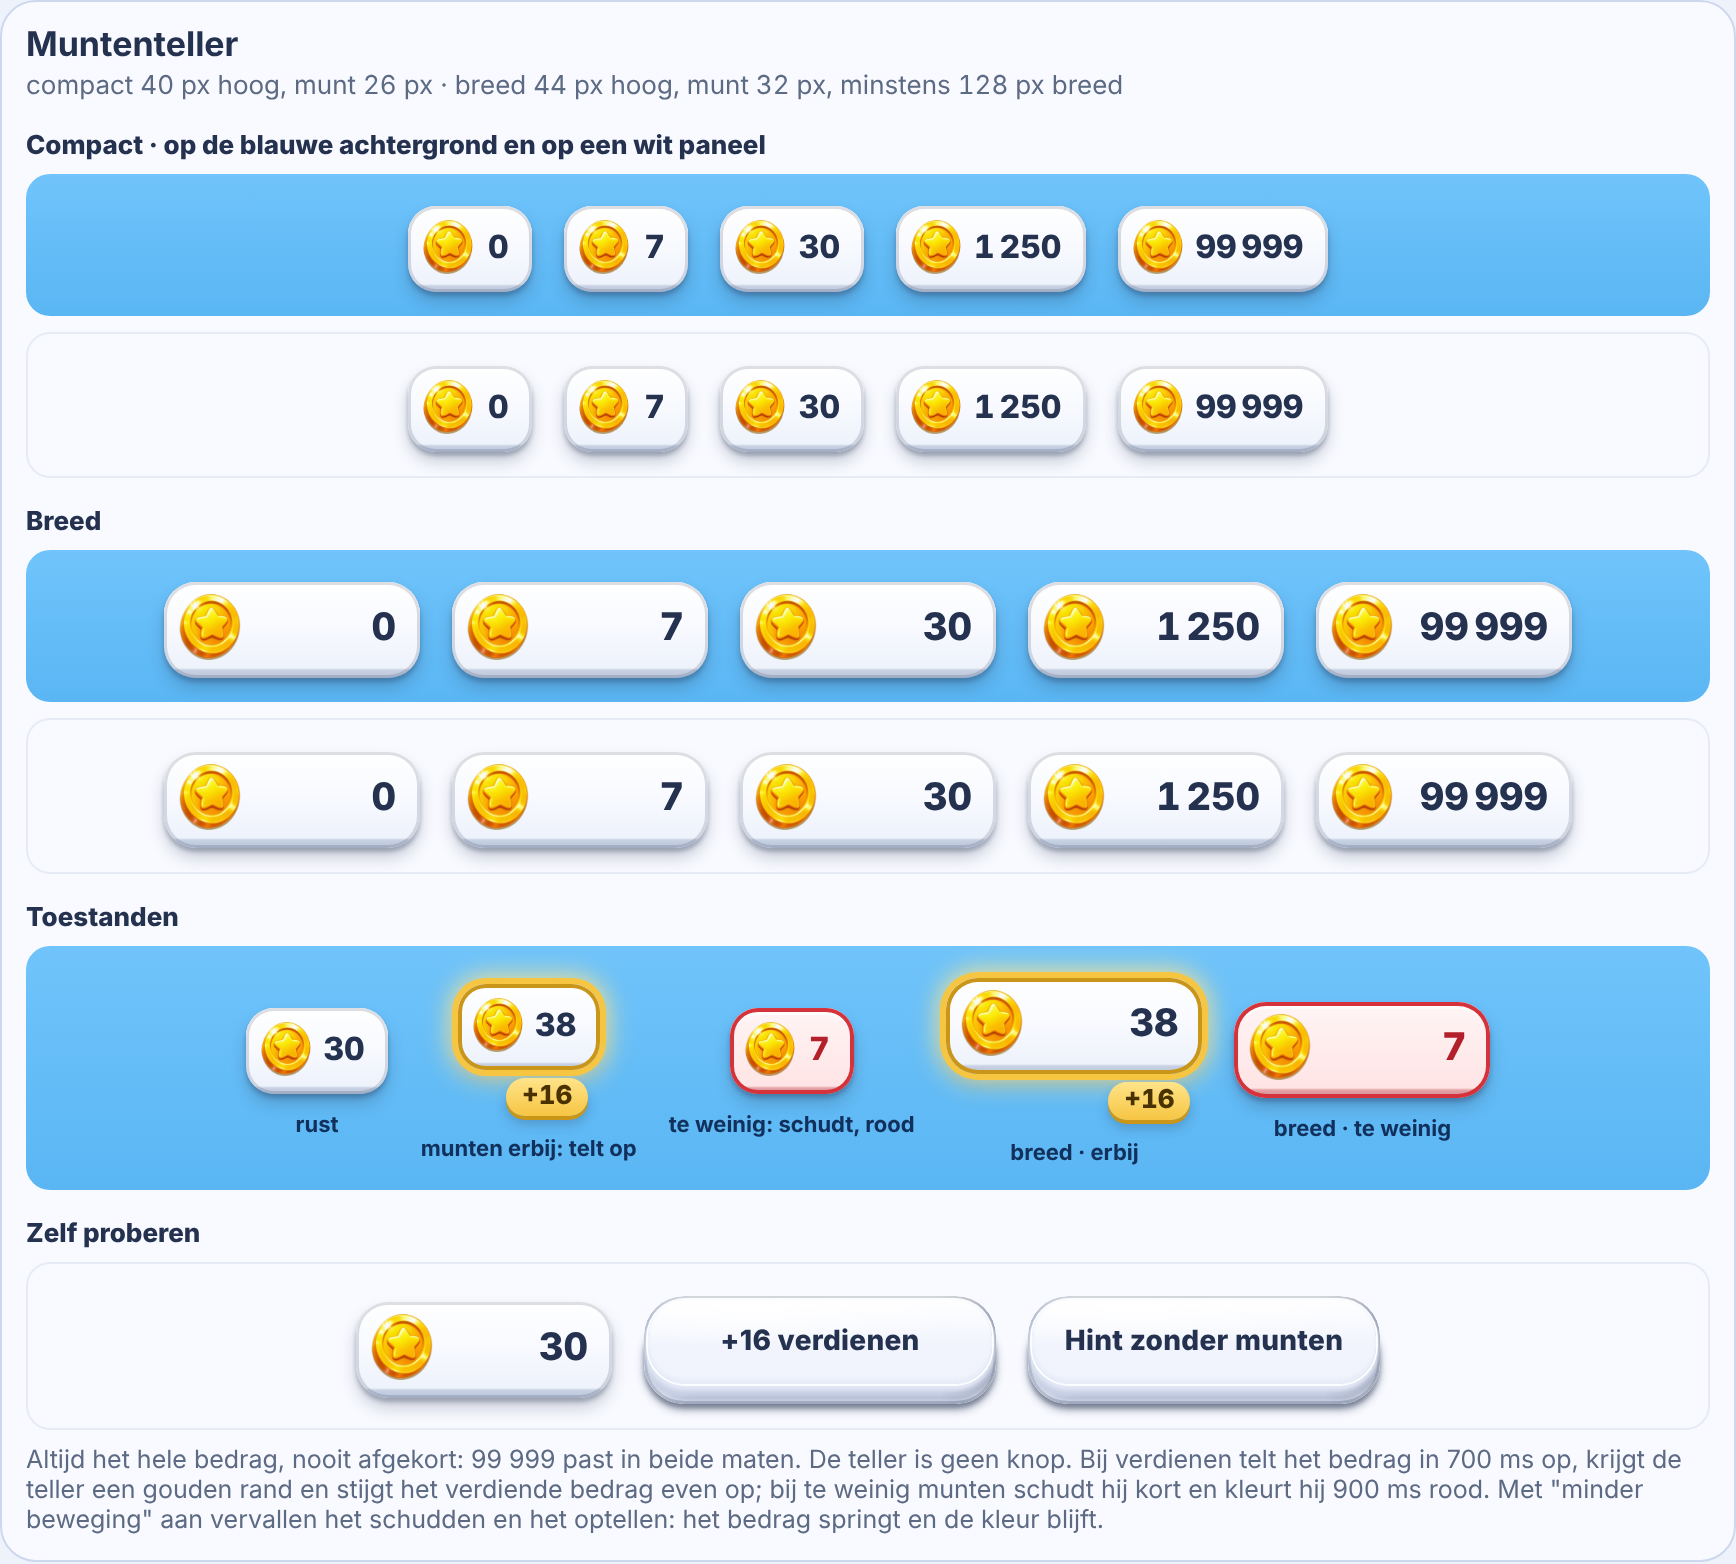 Muntenteller
compact 40 px hoog, munt 26 px · breed 44 px hoog, munt 32 px, minstens 128 px breed
Compact · op de blauwe achtergrond en op een wit paneel
0 7 30 1 250 99 999
0 7 30 1 250 99 999
Breed
0 7 30 1 250 99 999
0 7 30 1 250 99 999
Toestanden
30 38 7 38 7
+16 +16
rust te weinig: schudt, rood breed · te weinig
munten erbij: telt op breed · erbij
Zelf proberen
30 +16 verdienen Hint zonder munten
Altijd het hele bedrag, nooit afgekort: 99 999 past in beide maten. De teller is geen knop. Bij verdienen telt het bedrag in 700 ms op, krijgt de
teller een gouden rand en stijgt het verdiende bedrag even op; bij te weinig munten schudt hij kort en kleurt hij 900 ms rood. Met "minder
beweging" aan vervallen het schudden en het optellen: het bedrag springt en de kleur blijft.